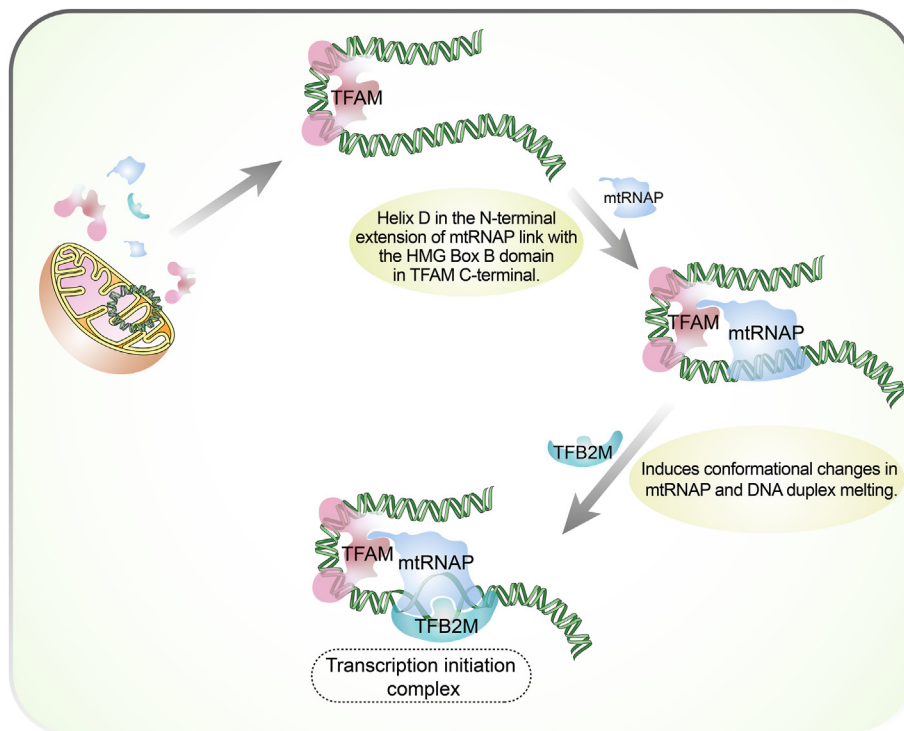 TFAM
mtRNAP
Helix D in the N-terminal
extension of mtRNAP link with
the HMG Box B domain
in TFAM C-terminal.
TFAM
mtRNAP
TFB2M
Induces conformational changes in
mtRNAP and DNA duplex melting.
TFAM
mtRNAP
TFB2M
Transcription initiation
complex